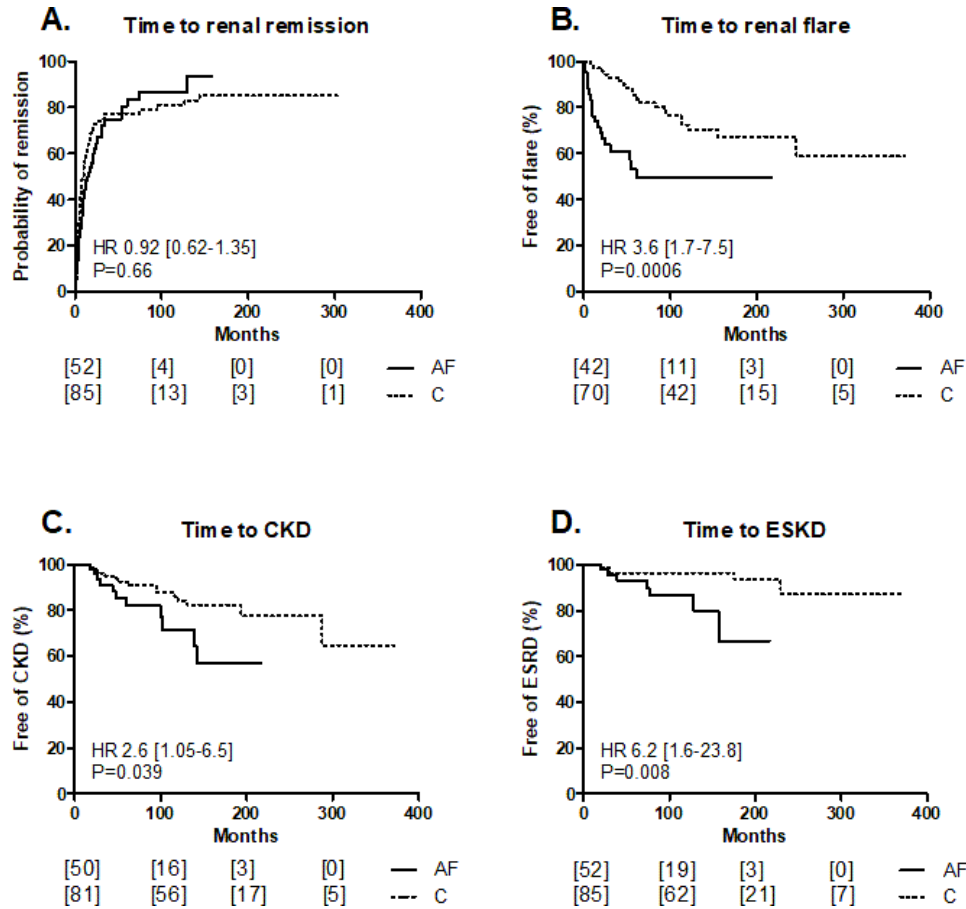 A.
Time to renal remission
Probability of remission
100
80
60
40
20
0
HR 0.92 [0.62-1.35]
P=0.66
0 100 200 300 400
Months
[52] [4] [0] [0] AF
[85] [13] [3] [1] C
B.
Time to renal flare
Free of flare (%)
100
80
60
40
20
0
HR 3.6 [1.7-7.5]
P=0.0006
0 100 200 300 400
Months
[42] [11] [3] [0] AF
[70] [42] [15] [5] C
C.
Time to CKD
Free of CKD (%)
100
80
60
40
20
0
HR 2.6 [1.05-6.5]
P=0.039
0 100 200 300 400
Months
[50] [16] [3] [0] AF
[81] [56] [17] [5] C
D.
Time to ESKD
Free of ESRD (%)
100
80
60
40
20
0
HR 6.2 [1.6-23.8]
P=0.008
0 100 200 300 400
Months
[52] [19] [3] [0] AF
[85] [62] [21] [7] C